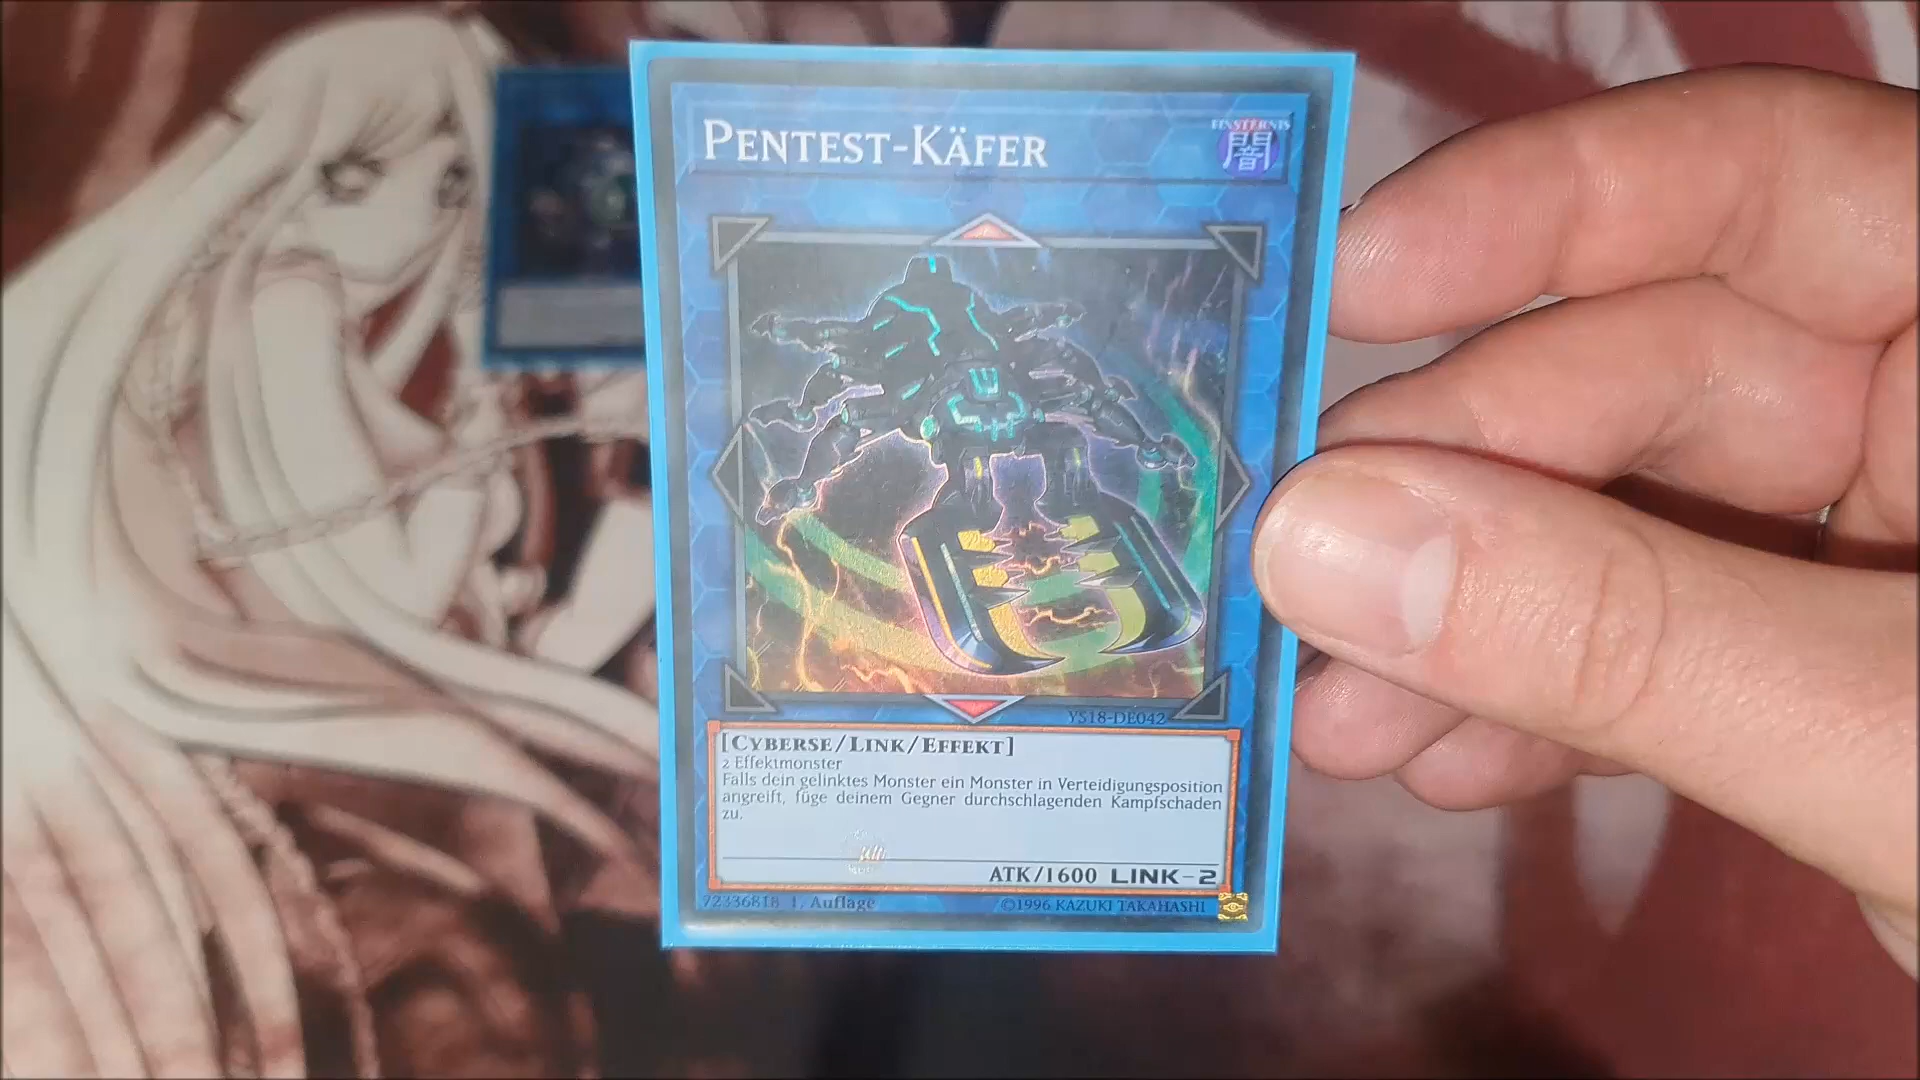 PENTEST-KÄFER
FINSTERNIS
闇
YS18-DE042
[CYBERSE/LINK/EFFEKT]
2 Effektmonster
Falls dein gelinktes Monster ein Monster in Verteidigungsposition
angreift, füge deinem Gegner durchschlagenden Kampfschaden
zu.
ATK/1600 LINK-2
72336818 1. Auflage ©1996 KAZUKI TAKAHASHI